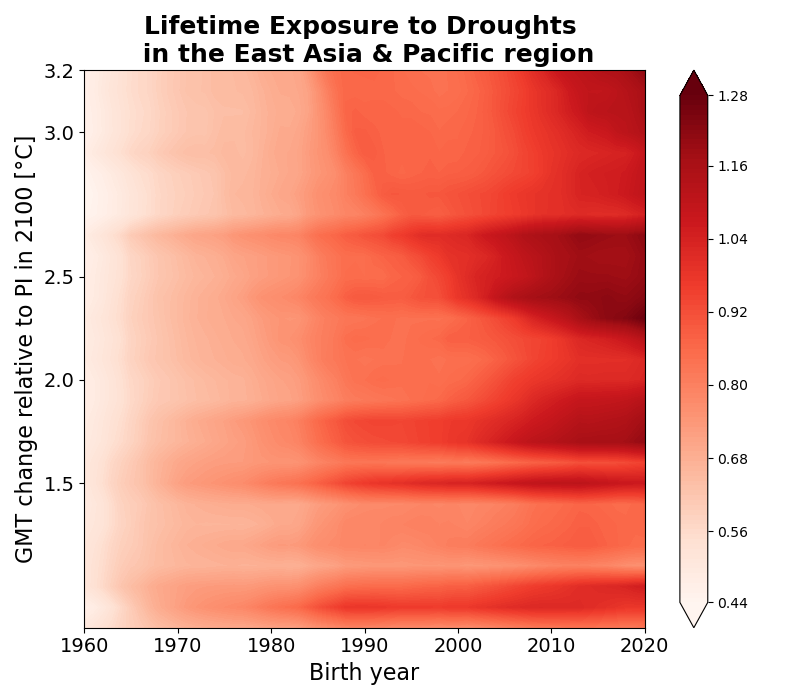 Lifetime Exposure to Droughts
in the East Asia & Pacific region
GMT change relative to PI in 2100 [°C]
3.2
3.0
2.5
2.0
1.5
1960 1970 1980 1990 2000 2010 2020
Birth year
1.28
1.16
1.04
0.92
0.80
0.68
0.56
0.44